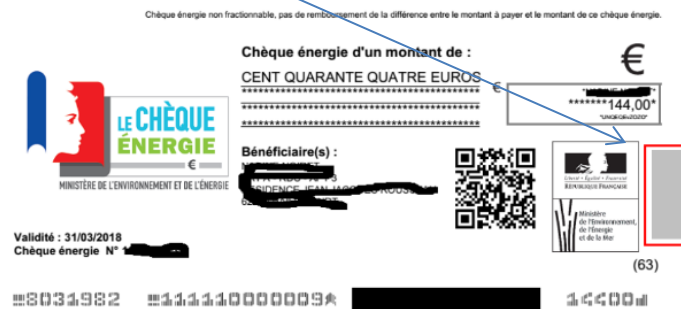 Chèque énergie non fractionnable, pas de remboursement de la différence entre le montant à payer et le montant de ce chèque énergie.
Chèque énergie d'un montant de :
CENT QUARANTE QUATRE EUROS
€
€
*******144,00*
LE CHÈQUE
ÉNERGIE
€
MINISTÈRE DE L'ENVIRONNEMENT ET DE L'ÉNERGIE
Bénéficiaire(s) :
RÉPUBLIQUE FRANÇAISE
Ministère
de l'Environnement,
de l'Énergie
et de la Mer
Validité : 31/03/2018
Chèque énergie N°
(63)
8031982
111110000009
14400